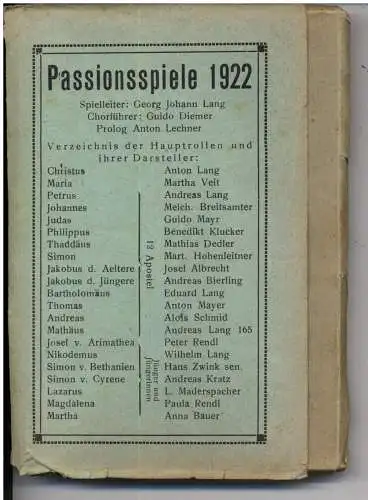 Passionsspiele 1922
Spielleiter: Georg Johann Lang
Chorführer: Guido Diemer
Prolog Anton Lechner
Verzeichnis der Hauptrollen und
ihrer Darsteller:
Christus Anton Lang
Maria Martha Veit
Petrus Andreas Lang
Johannes Melch. Breitsamter
Judas Guido Mayr
Philippus Benedikt Klucker
Thaddäus Mathias Dedler
Simon Mart. Hohenleitner
Jakobus d. Aeltere Josel Albrecht
Jakobus d. Jüngere Andreas Bierling
Bartholomäus Eduard Lang
Thomas Anton Mayer
Andreas Alois Schmid
Mathäus Andreas Lang 165
12 Apostel
Josef v. Arimathea Peter Rendl
Nikodemus Wilhelm Lang
Simon v. Bethanien Hans Zwink sen.
Simon v. Cyrene Andreas Kratz
Lazarus L. Maderspacher
Magdalena Paula Rendl
Martha Anna Bauer
Jünger und
Jüngerinnen